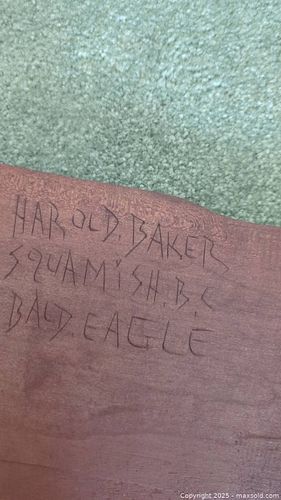 HAROLD. BAKER
SQUAMISH. B.C
BALD. EAGLE
Copyright © 2025 - maxsold.com